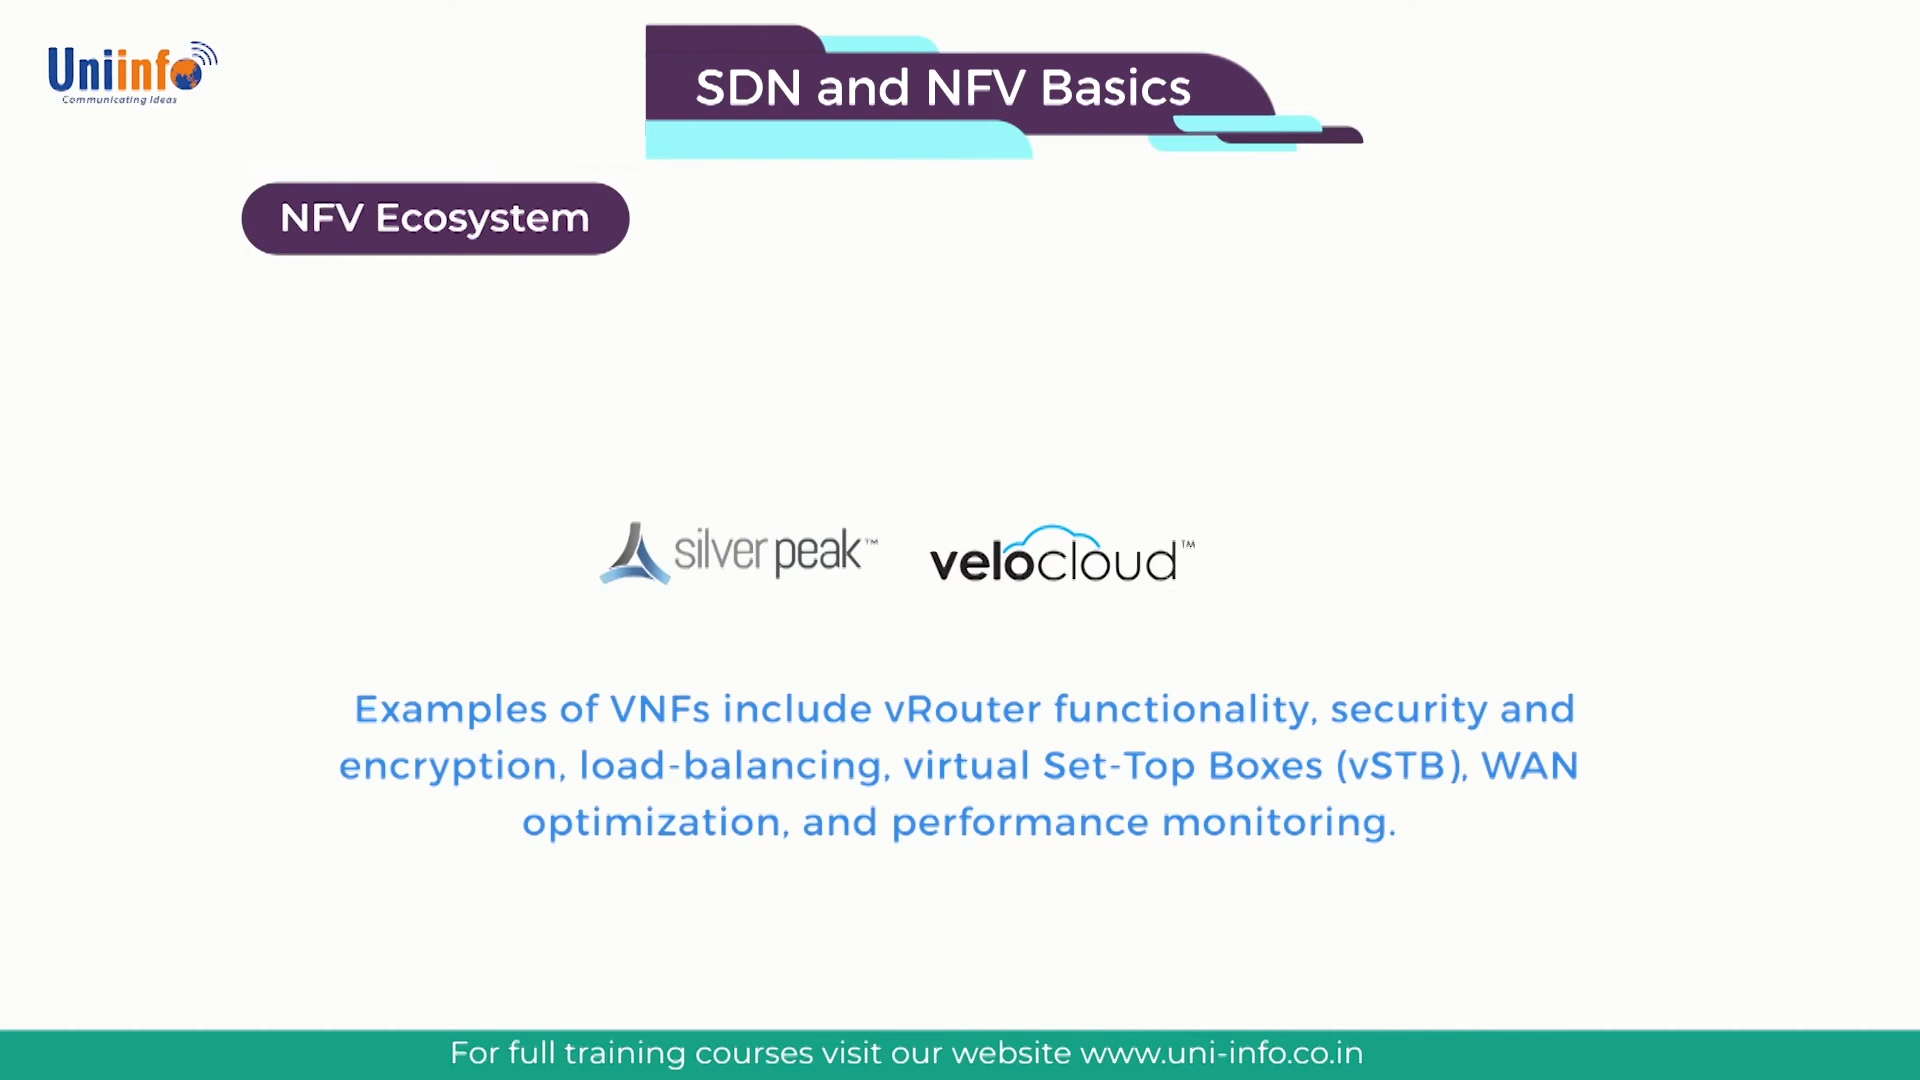 Uniinfo
Communicating Ideas
SDN and NFV Basics
NFV Ecosystem
silver peak™
velocloud™
Examples of VNFs include vRouter functionality, security and
encryption, load-balancing, virtual Set-Top Boxes (vSTB), WAN
optimization, and performance monitoring.
For full training courses visit our website www.uni-info.co.in